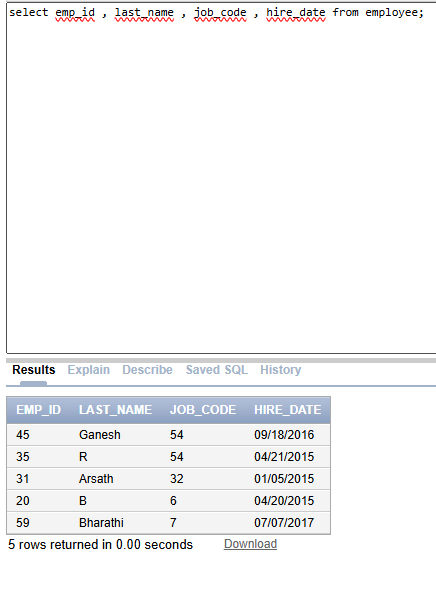 select emp_id , last_name , job_code , hire_date from employee;
Results Explain Describe Saved SQL History
EMP_ID LAST_NAME JOB_CODE HIRE_DATE
45 Ganesh 54 09/18/2016
35 R 54 04/21/2015
31 Arsath 32 01/05/2015
20 B 6 04/20/2015
59 Bharathi 7 07/07/2017
5 rows returned in 0.00 seconds Download